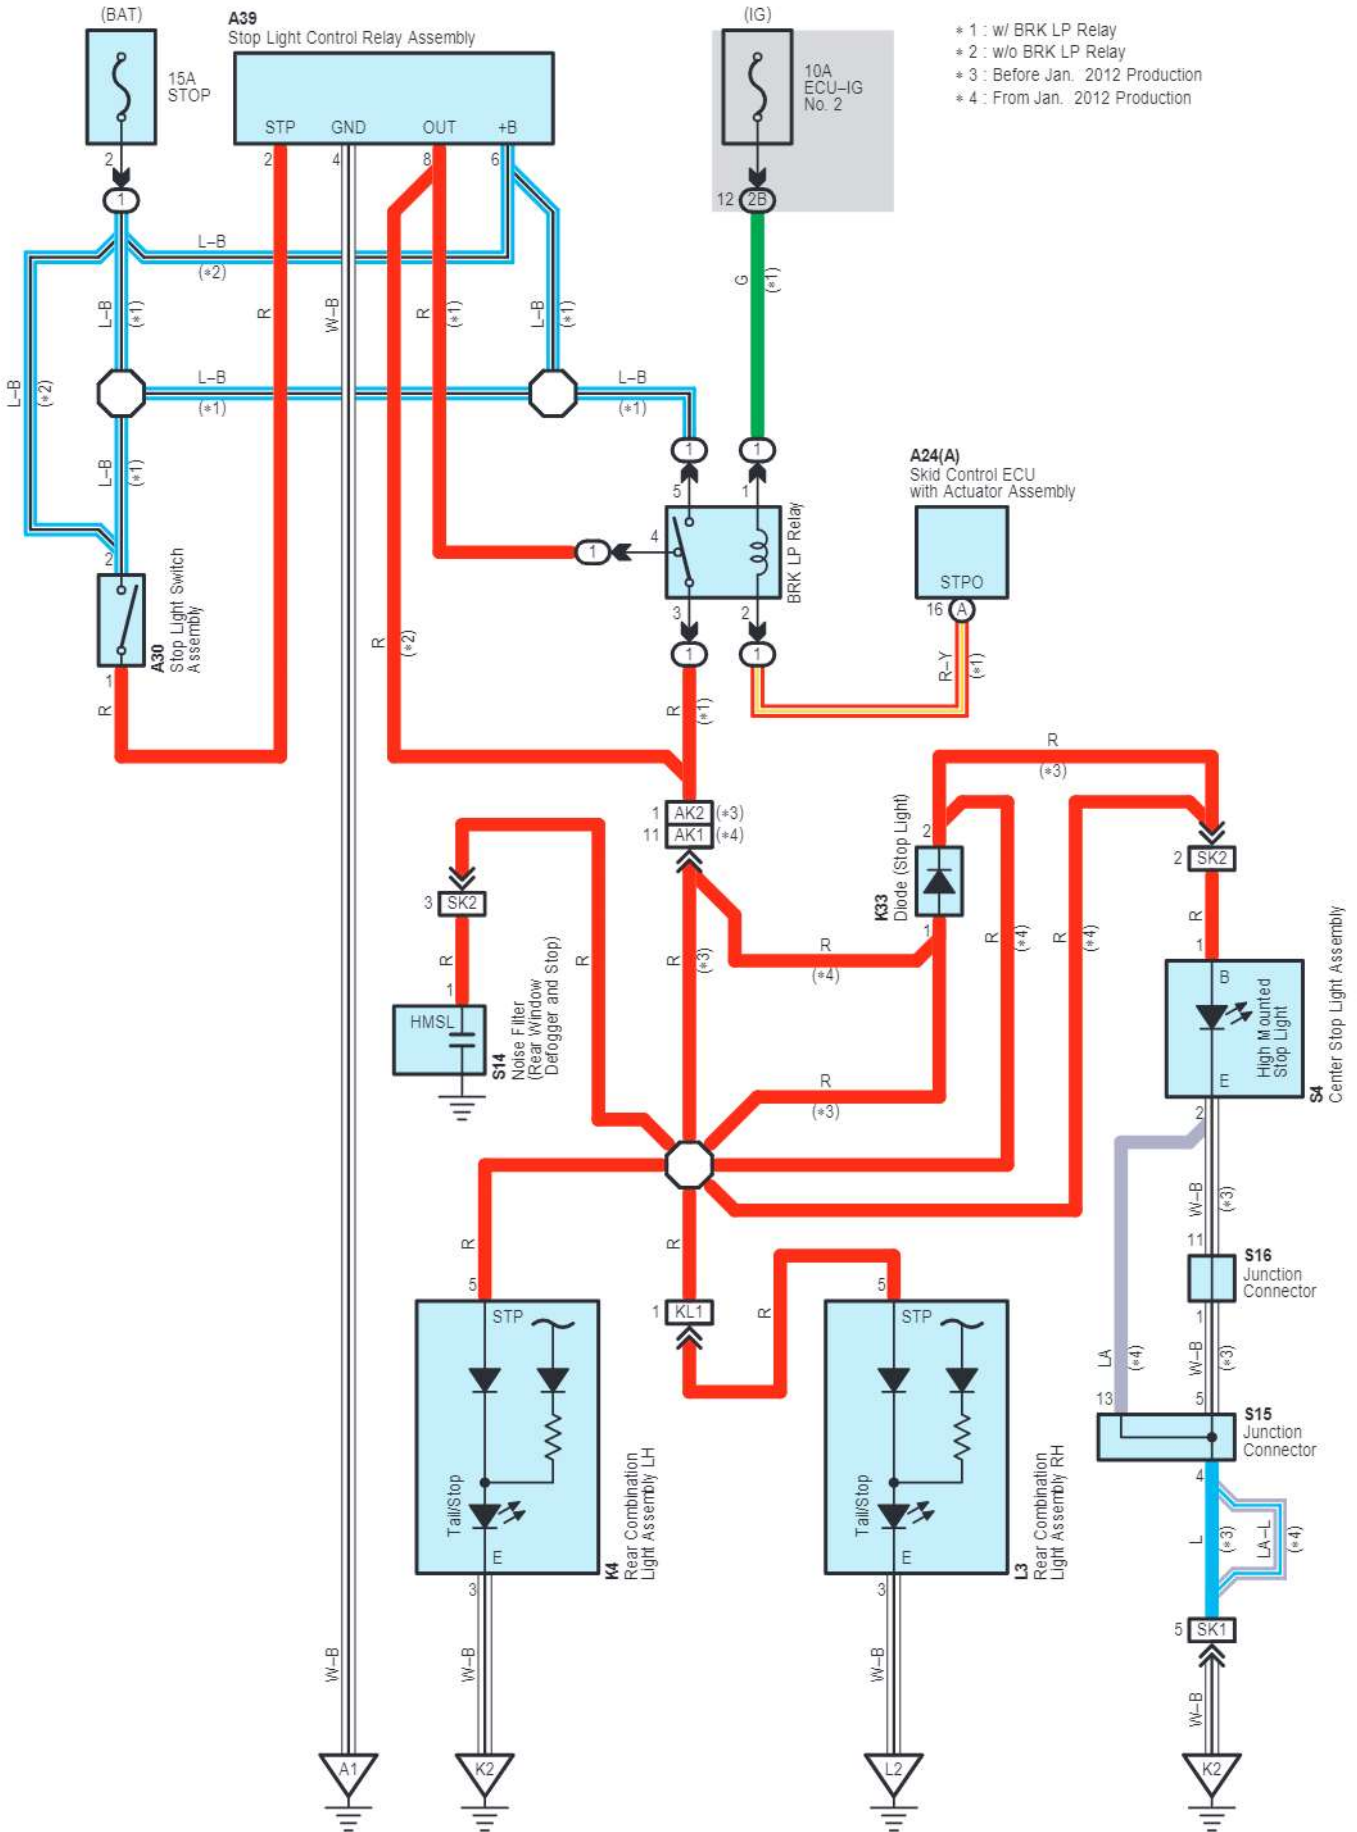 (BAT)
15A
STOP
2
1
A39
Stop Light Control Relay Assembly
STP
GND
OUT
+B
2
4
8
6
(IG)
10A
ECU–IG
No. 2
12
2B
* 1 : w/ BRK LP Relay
* 2 : w/o BRK LP Relay
* 3 : Before Jan. 2012 Production
* 4 : From Jan. 2012 Production
L–B
(*2)
L–B
(*1)
R
W–B
R
(*1)
L–B
(*1)
G
(*1)
L–B
(*2)
L–B
(*1)
L–B
(*1)
L–B
(*1)
1
1
5
1
4
1
3
2
BRK LP Relay
1
1
A24(A)
Skid Control ECU
with Actuator Assembly
STPO
16
A
R–Y
(*1)
2
A30
Stop Light Switch
Assembly
1
R
R
(*2)
R
(*1)
1
AK2
(*3)
11
AK1
(*4)
R
(*3)
2
K33
Diode (Stop Light)
1
2
SK2
R
1
B
High Mounted
Stop Light
E
S4
Center Stop Light Assembly
2
3
SK2
R
1
HMSL
S14
Noise Filter
(Rear Window
Defogger and Stop)
R
R
(*3)
R
(*4)
R
(*4)
R
(*4)
R
(*3)
W–B
(*3)
11
S16
Junction
Connector
1
LA
(*4)
W–B
(*3)
13
5
S15
Junction
Connector
4
L
(*3)
LA–L
(*4)
5
SK1
W–B
K2
R
5
STP
Tail/Stop
E
K4
Rear Combination
Light Assembly LH
3
W–B
K2
R
1
KL1
R
5
STP
Tail/Stop
E
L3
Rear Combination
Light Assembly RH
3
W–B
L2
W–B
A1